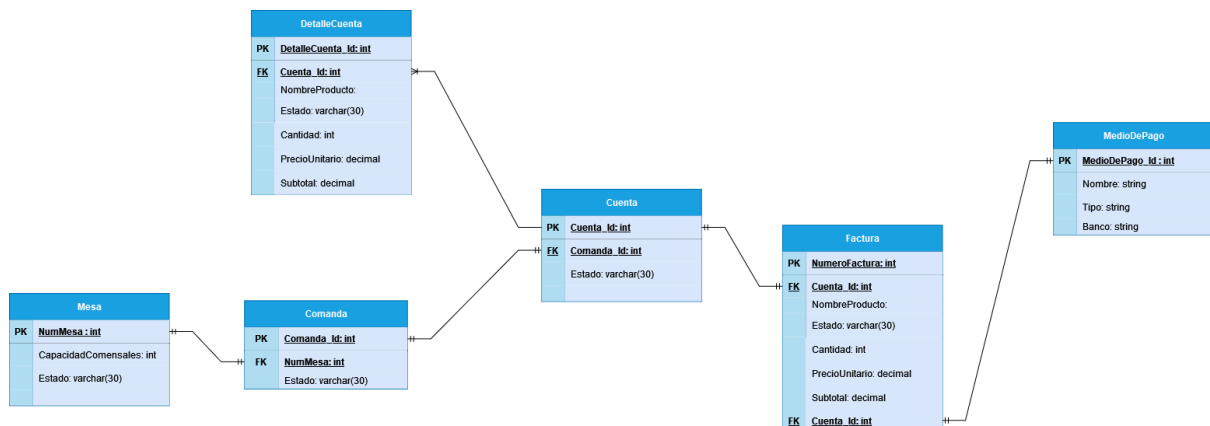 DetalleCuenta
PK DetalleCuenta_Id: int
FK Cuenta_Id: int
NombreProducto:
Estado: varchar(30)
Cantidad: int
PrecioUnitario: decimal
Subtotal: decimal
MedioDePago
PK MedioDePago_Id : int
Nombre: string
Tipo: string
Banco: string
Cuenta
PK Cuenta_Id: int
FK Comanda_Id: int
Estado: varchar(30)
Factura
PK NumeroFactura: int
FK Cuenta_Id: int
NombreProducto:
Estado: varchar(30)
Cantidad: int
PrecioUnitario: decimal
Subtotal: decimal
FK Cuenta_Id: int
Mesa
PK NumMesa : int
CapacidadComensales: int
Estado: varchar(30)
Comanda
PK Comanda_Id: int
FK NumMesa: int
Estado: varchar(30)